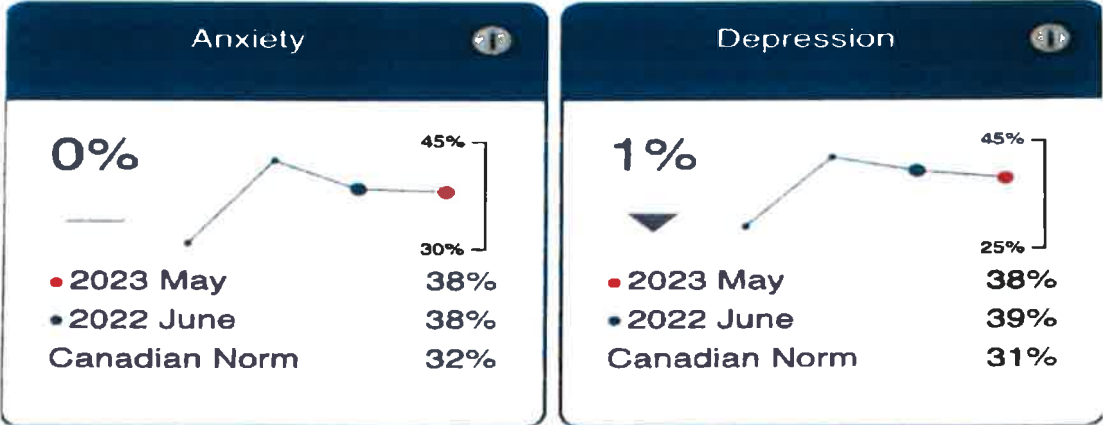 Anxiety
0%
45%
30%
2023 May 38%
2022 June 38%
Canadian Norm 32%
Depression
1%
45%
25%
2023 May 38%
2022 June 39%
Canadian Norm 31%